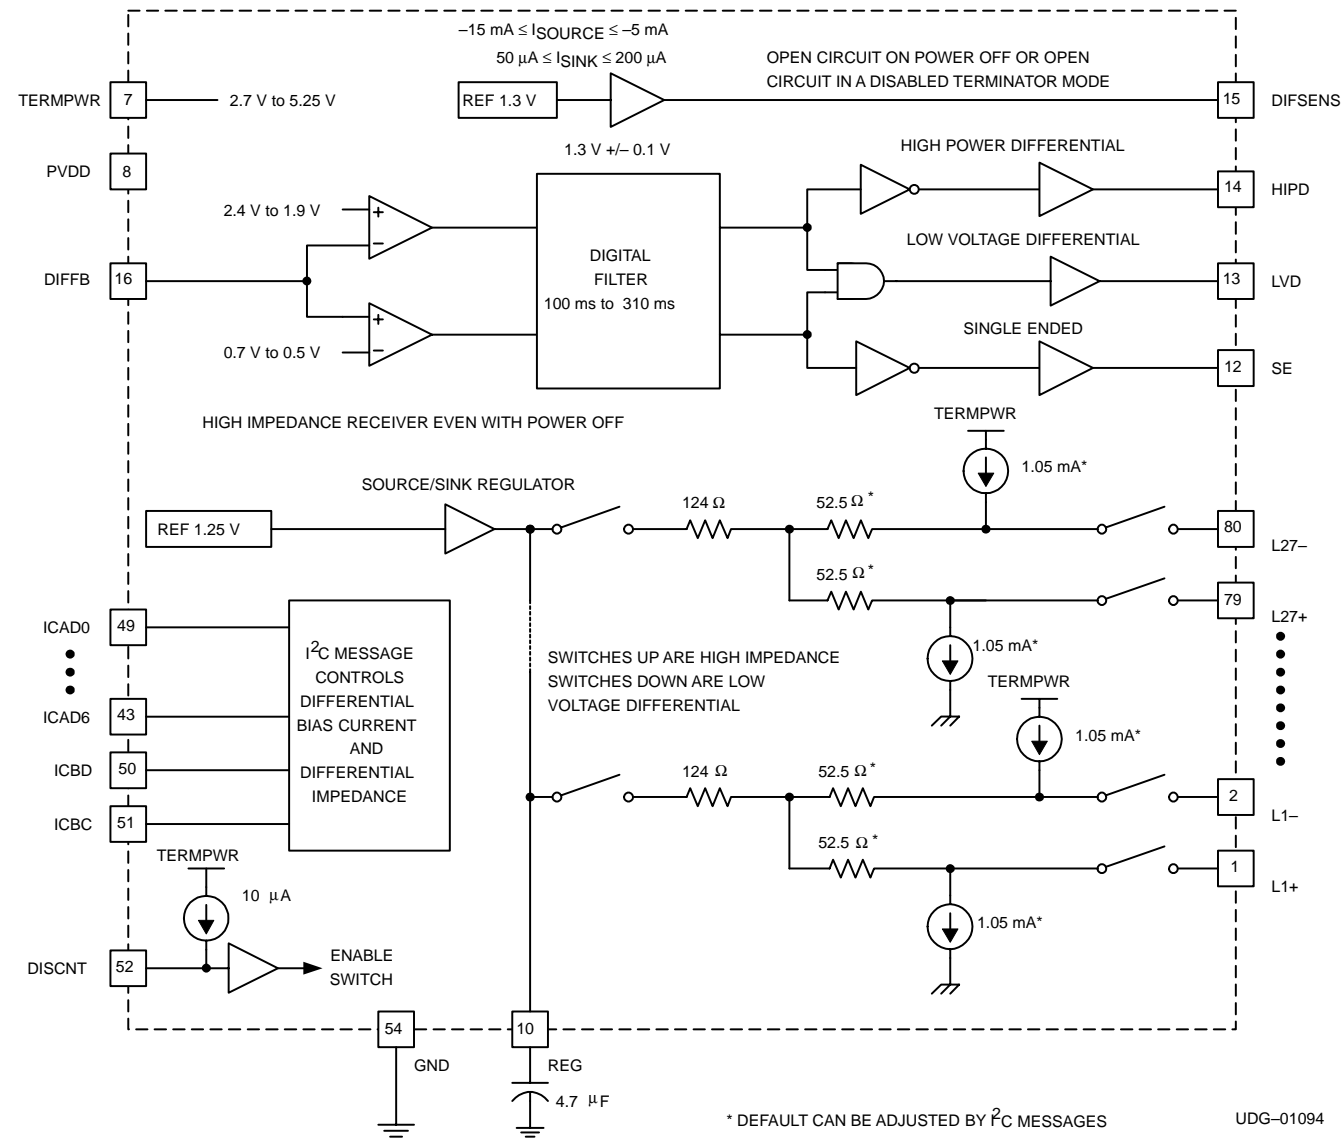 –15 mA ≤ ISOURCE ≤ –5 mA
50 μA ≤ ISINK ≤ 200 μA
OPEN CIRCUIT ON POWER OFF OR OPEN
CIRCUIT IN A DISABLED TERMINATOR MODE
TERMPWR 7 2.7 V to 5.25 V
REF 1.3 V
15 DIFSENS
1.3 V +/– 0.1 V
HIGH POWER DIFFERENTIAL
PVDD 8
14 HIPD
2.4 V to 1.9 V
+
–
LOW VOLTAGE DIFFERENTIAL
DIGITAL
FILTER
100 ms to 310 ms
DIFFB 16
13 LVD
+
–
0.7 V to 0.5 V
SINGLE ENDED
12 SE
HIGH IMPEDANCE RECEIVER EVEN WITH POWER OFF
TERMPWR
1.05 mA*
SOURCE/SINK REGULATOR
124 Ω
52.5 Ω *
REF 1.25 V
80 L27–
52.5 Ω *
79 L27+
ICAD0 49
1.05 mA*
I2C MESSAGE
CONTROLS
DIFFERENTIAL
BIAS CURRENT
AND
DIFFERENTIAL
IMPEDANCE
SWITCHES UP ARE HIGH IMPEDANCE
SWITCHES DOWN ARE LOW
VOLTAGE DIFFERENTIAL
TERMPWR
ICAD6 43
1.05 mA*
ICBD 50
124 Ω
52.5 Ω *
2 L1–
ICBC 51
52.5 Ω *
1 L1+
TERMPWR
10 μA
1.05 mA*
DISCNT 52
ENABLE
SWITCH
54 GND
10 REG
4.7 μF
* DEFAULT CAN BE ADJUSTED BY I2C MESSAGES
UDG–01094